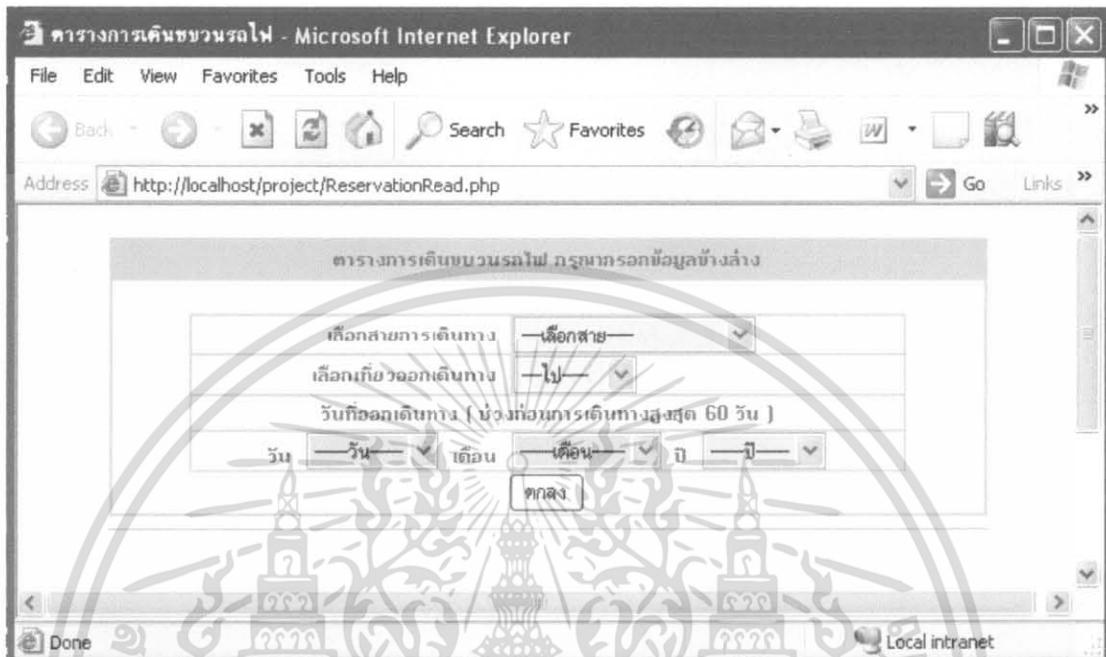 ตารางการเดินขบวนรถไฟ - Microsoft Internet Explorer
File Edit View Favorites Tools Help
Back Search Favorites
Address http://localhost/project/ReservationRead.php Go Links
ตารางการเดินขบวนรถไฟ กรุณากรอกข้อมูลข้างล่าง
เลือกสายการเดินทาง ---เลือกสาย---
เลือกเที่ยวออกเดินทาง ---ไป---
วันที่ออกเดินทาง ( ช่วงก่อนการเดินทางสูงสุด 60 วัน )
วัน ---วัน--- เดือน ---เดือน--- ปี ---ปี---
ตกลง
Done Local intranet